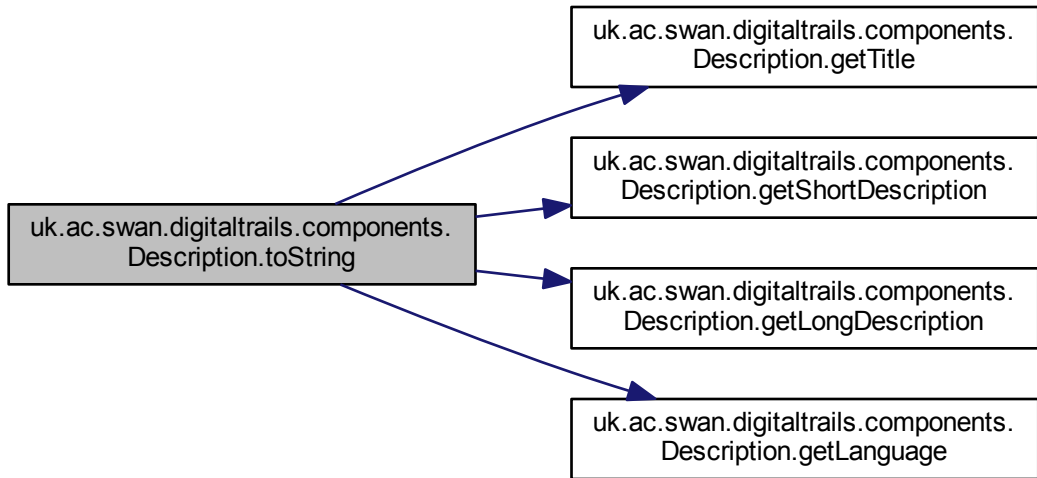 uk.ac.swan.digitaltrails.components.
Description.getTitle
uk.ac.swan.digitaltrails.components.
Description.getShortDescription
uk.ac.swan.digitaltrails.components.
Description.toString
uk.ac.swan.digitaltrails.components.
Description.getLongDescription
uk.ac.swan.digitaltrails.components.
Description.getLanguage